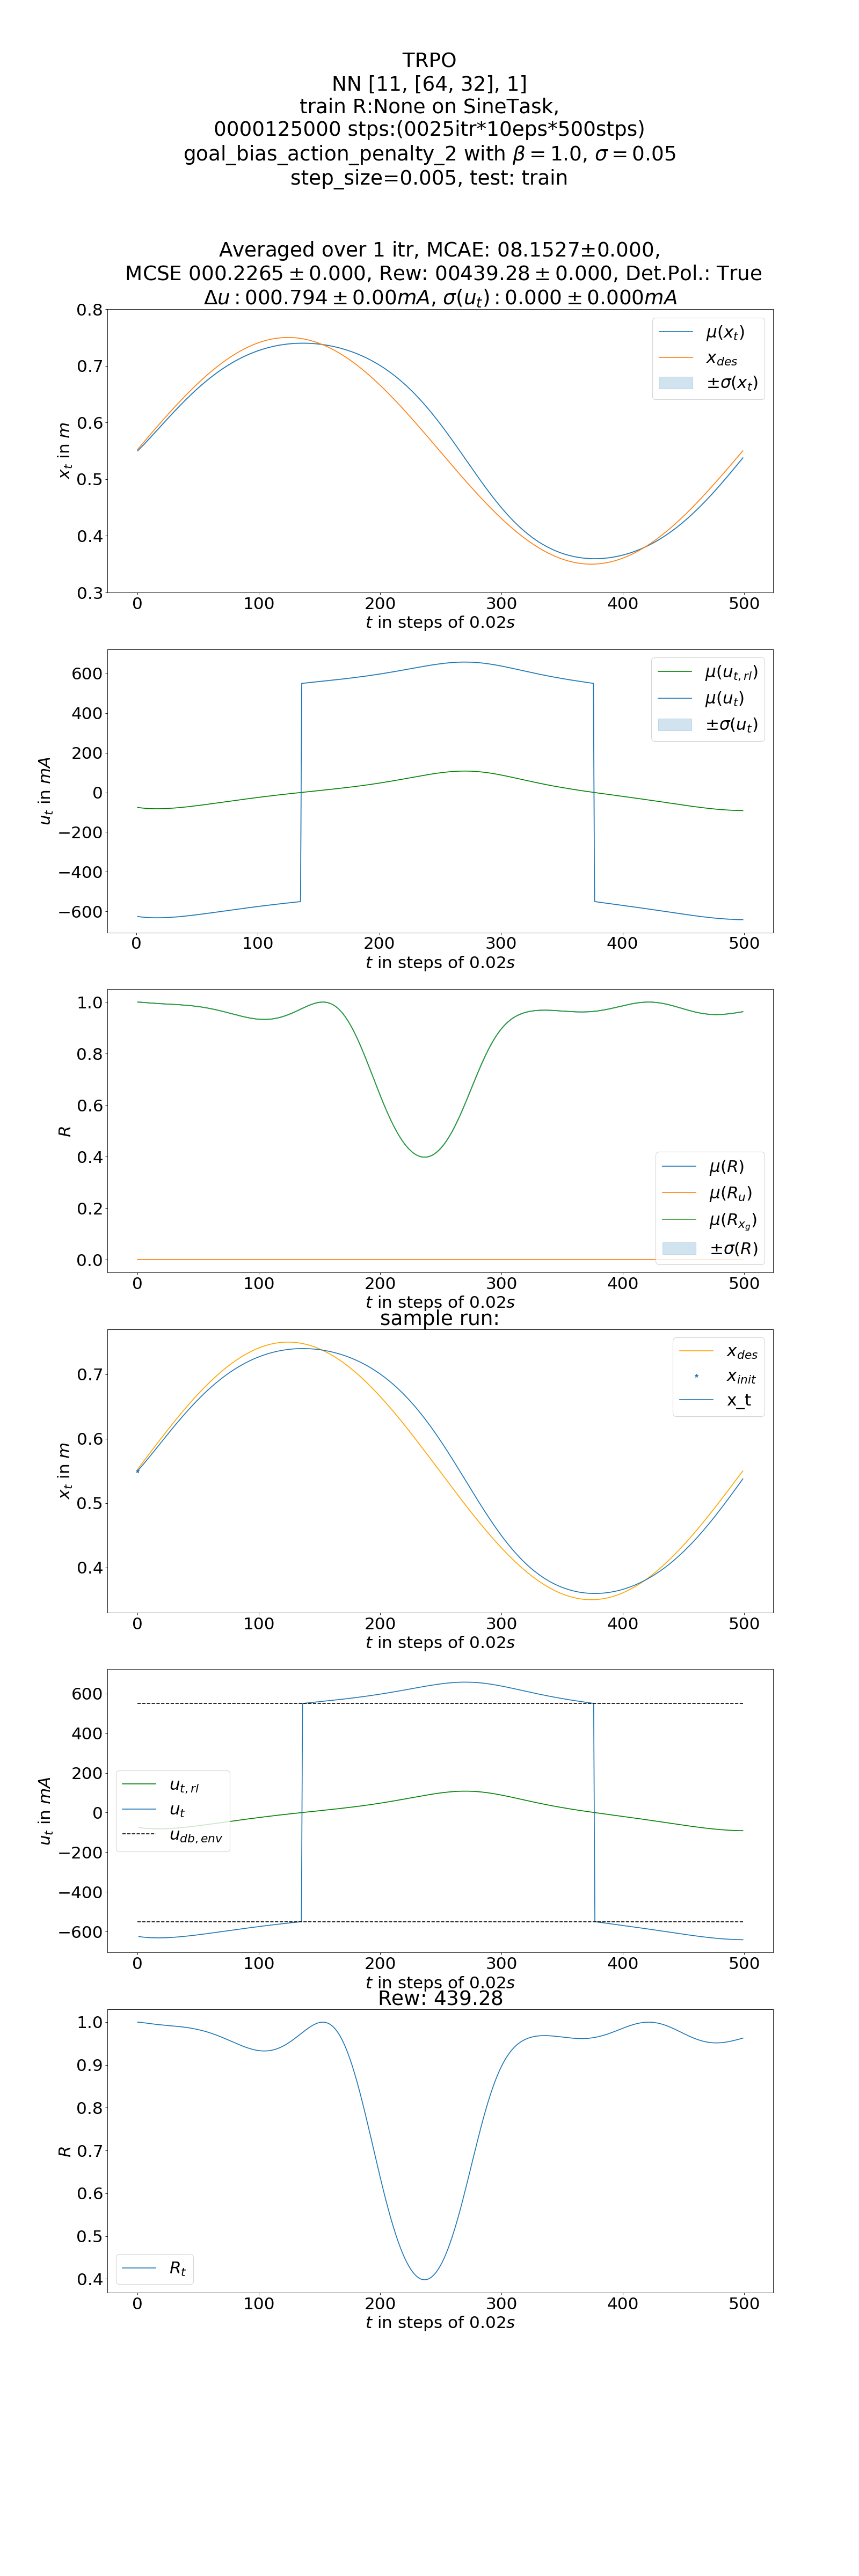 TRPO
NN [11, [64, 32], 1]
train R:None on SineTask,
0000125000 stps:(0025itr*10eps*500stps)
goal_bias_action_penalty_2 with β = 1.0, σ = 0.05
step_size=0.005, test: train
Averaged over 1 itr, MCAE: 08.1527±0.000,
MCSE 000.2265 ± 0.000, Rew: 00439.28 ± 0.000, Det.Pol.: True
Δu : 000.794 ± 0.00mA, σ(u_t) : 0.000 ± 0.000mA
0.8
0.7
0.6
0.5
0.4
0.3
x_t in m
μ(x_t)
x_des
±σ(x_t)
0 100 200 300 400 500
t in steps of 0.02s
600
400
200
0
−200
−400
−600
u_t in mA
μ(u_t,rl)
μ(u_t)
±σ(u_t)
0 100 200 300 400 500
t in steps of 0.02s
1.0
0.8
0.6
0.4
0.2
0.0
R
μ(R)
μ(R_u)
μ(R_x_g)
±σ(R)
0 100 200 300 400 500
t in steps of 0.02s
sample run:
0.7
0.6
0.5
0.4
x_t in m
x_des
x_init
x_t
0 100 200 300 400 500
t in steps of 0.02s
600
400
200
0
−200
−400
−600
u_t in mA
u_t,rl
u_t
u_db,env
0 100 200 300 400 500
t in steps of 0.02s
Rew: 439.28
1.0
0.9
0.8
0.7
0.6
0.5
0.4
R
R_t
0 100 200 300 400 500
t in steps of 0.02s